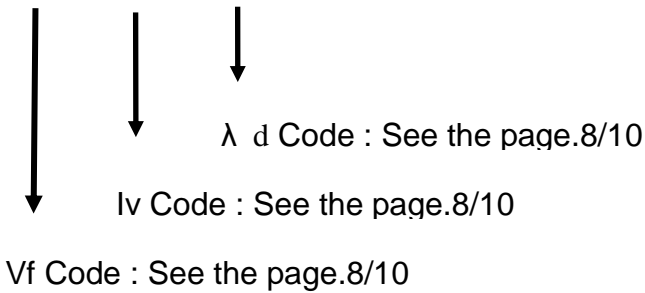 λ d Code : See the page.8/10
Iv Code : See the page.8/10
Vf Code : See the page.8/10